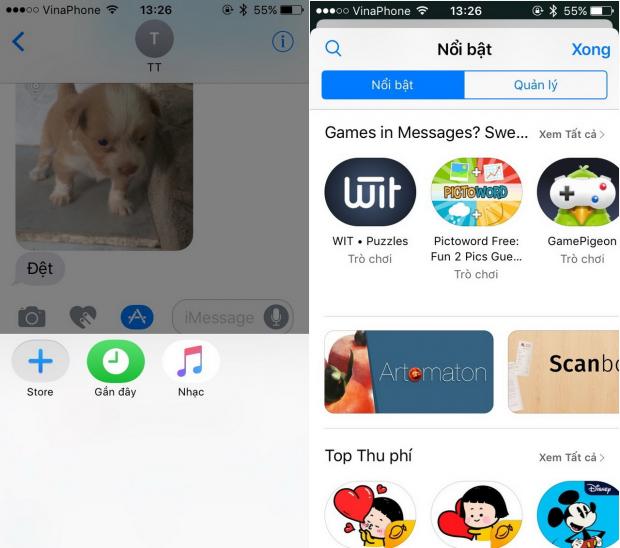 VinaPhone 13:26 55%
T
TT
Đệt
iMessage
Store Gần đây Nhạc
VinaPhone 13:26 55%
Nổi bật Xong
Nổi bật Quản lý
Games in Messages? Swe... Xem Tất cả >
wit PICTOWORD
WIT • Puzzles Pictoword Free: GamePigeon
Trò chơi Fun 2 Pics Gue... Trò chơi
Trò chơi
Artomaton Scanbo
Top Thu phí Xem Tất cả >
Disney